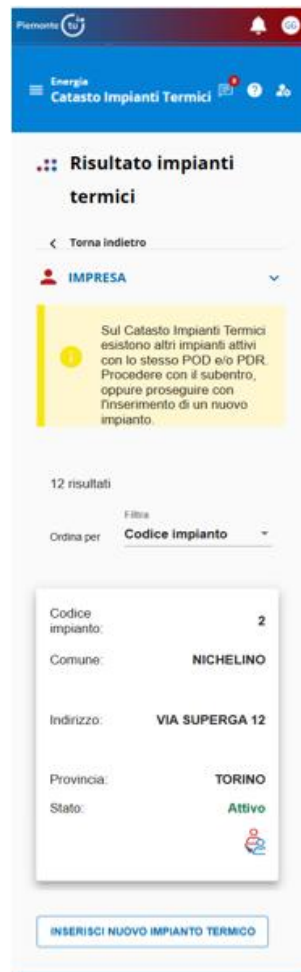 Piemonte tu
GG
Energia
Catasto Impianti Termici
Risultato impianti
termici
Torna indietro
IMPRESA
Sul Catasto Impianti Termici
esistono altri impianti attivi
con lo stesso POD e/o PDR.
Procedere con il subentro,
oppure proseguire con
l'inserimento di un nuovo
impianto.
12 risultati
Filtra
Ordina per Codice impianto
Codice
impianto: 2
Comune: NICHELINO
Indirizzo: VIA SUPERGA 12
Provincia: TORINO
Stato: Attivo
INSERISCI NUOVO IMPIANTO TERMICO